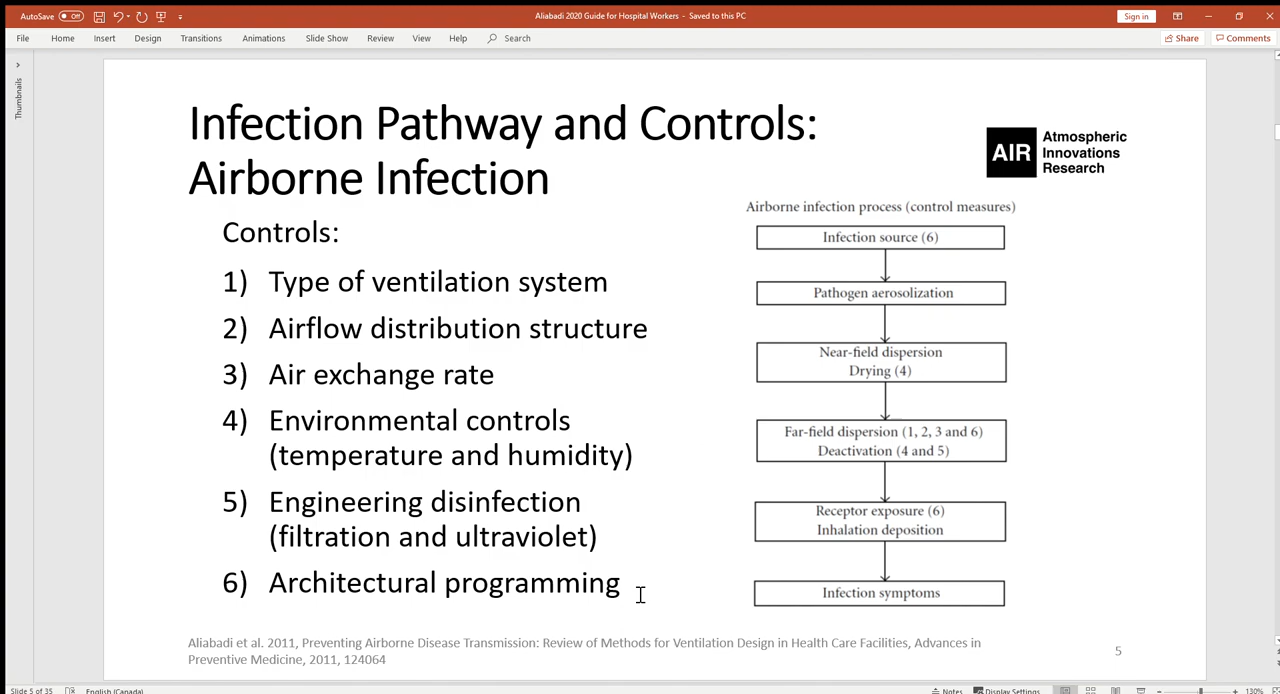 AutoSave Off
Aliabadi 2020 Guide for Hospital Workers - Saved to this PC
Sign in
File Home Insert Design Transitions Animations Slide Show Review View Help Search Share Comments
Thumbnails
Infection Pathway and Controls:
Airborne Infection
AIR
Atmospheric
Innovations
Research
Controls:
1) Type of ventilation system
2) Airflow distribution structure
3) Air exchange rate
4) Environmental controls
(temperature and humidity)
5) Engineering disinfection
(filtration and ultraviolet)
6) Architectural programming
Airborne infection process (control measures)
Infection source (6)
Pathogen aerosolization
Near-field dispersion
Drying (4)
Far-field dispersion (1, 2, 3 and 6)
Deactivation (4 and 5)
Receptor exposure (6)
Inhalation deposition
Infection symptoms
Aliabadi et al. 2011, Preventing Airborne Disease Transmission: Review of Methods for Ventilation Design in Health Care Facilities, Advances in
Preventive Medicine, 2011, 124064
5
Slide 5 of 35 English (Canada) Notes Display Settings 130%